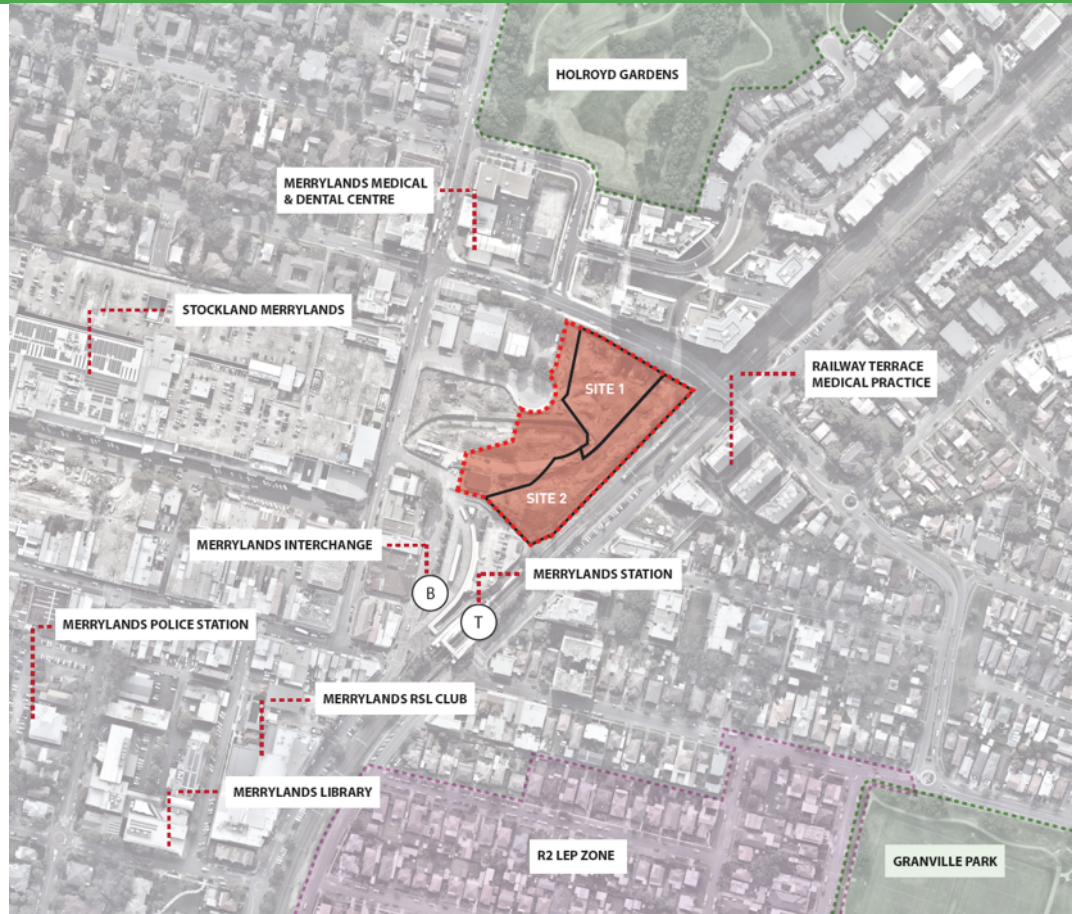 HOLROYD GARDENS
MERRYLANDS MEDICAL
& DENTAL CENTRE
STOCKLAND MERRYLANDS
RAILWAY TERRACE
MEDICAL PRACTICE
SITE 1
SITE 2
MERRYLANDS INTERCHANGE
MERRYLANDS STATION
B
T
MERRYLANDS POLICE STATION
MERRYLANDS RSL CLUB
MERRYLANDS LIBRARY
R2 LEP ZONE
GRANVILLE PARK